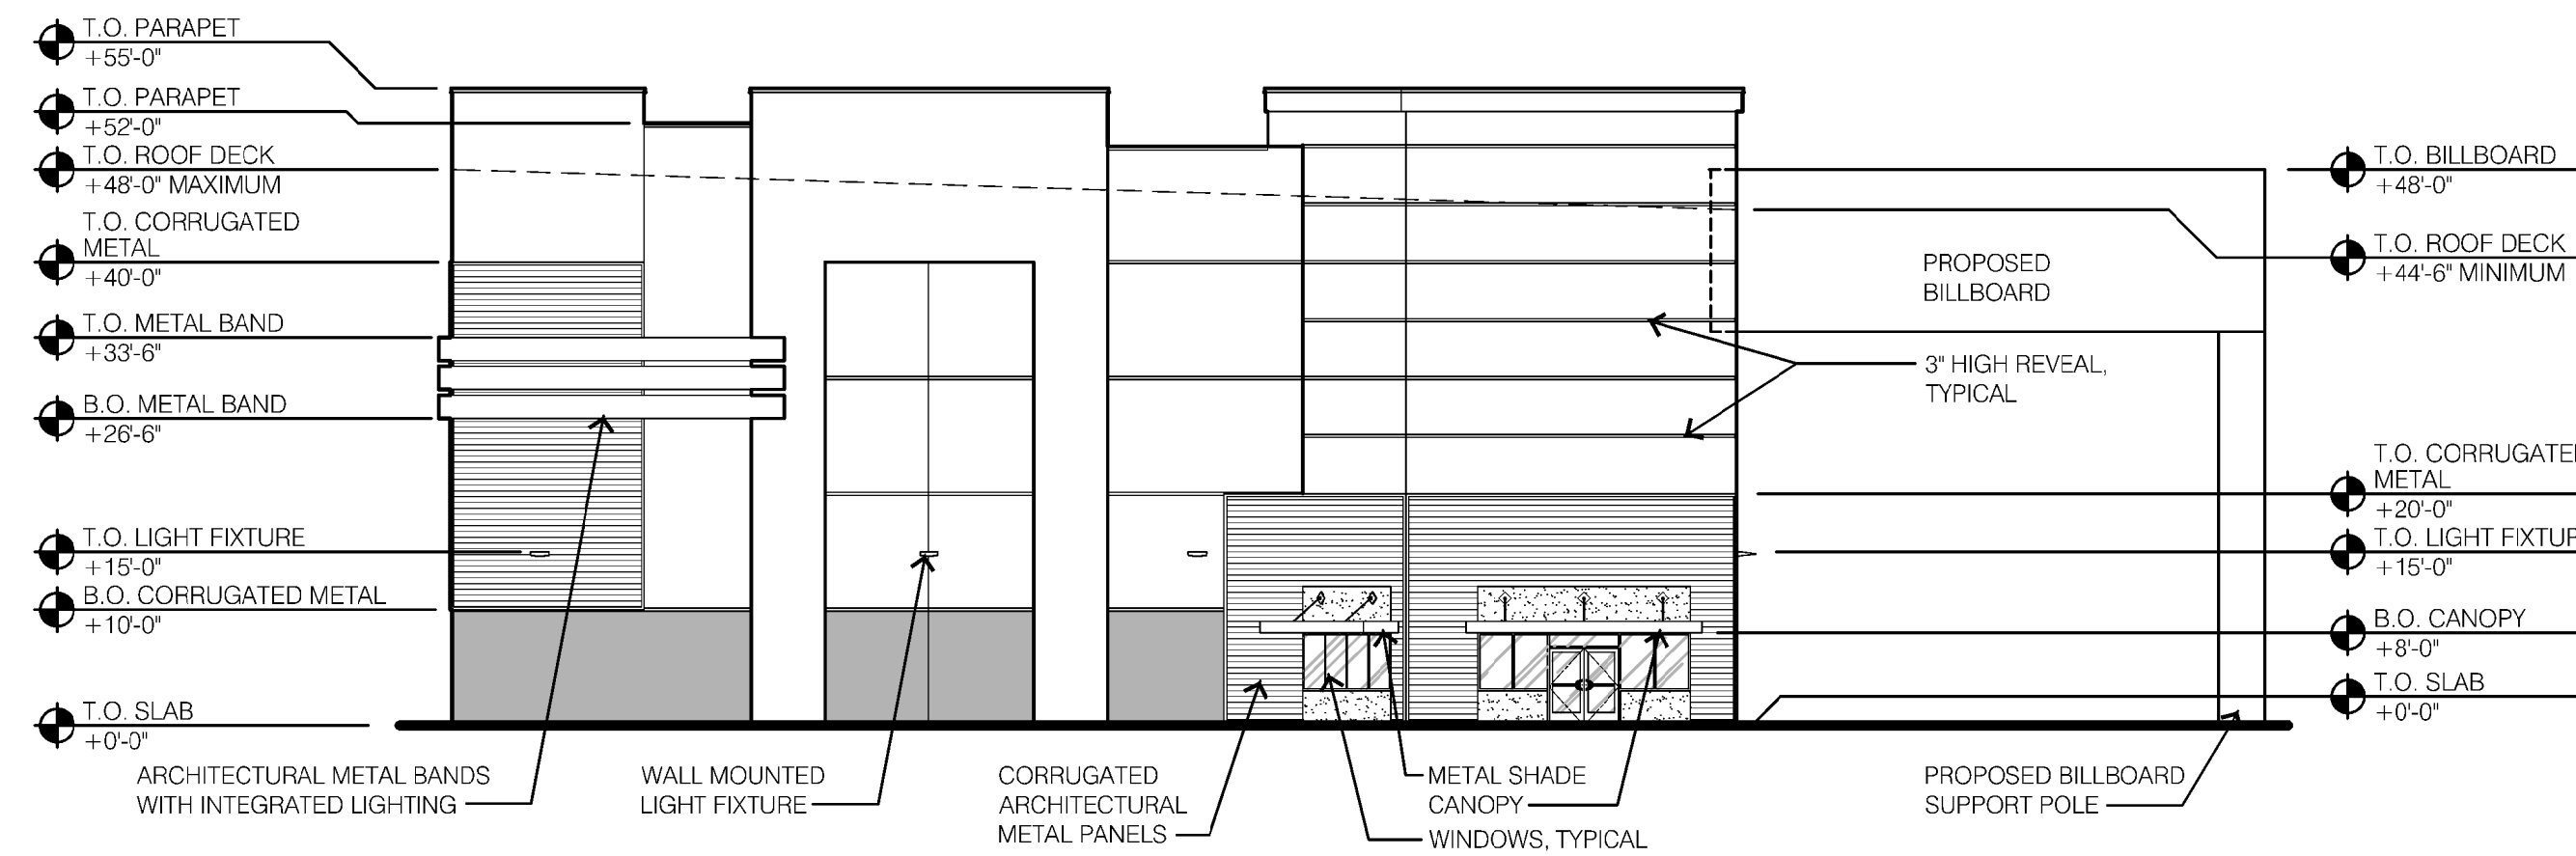 T.O. PARAPET
+55'-0"
T.O. PARAPET
+52'-0"
T.O. ROOF DECK
+48'-0" MAXIMUM
T.O. CORRUGATED
METAL
+40'-0"
T.O. METAL BAND
+33'-6"
B.O. METAL BAND
+26'-6"
T.O. LIGHT FIXTURE
+15'-0"
B.O. CORRUGATED METAL
+10'-0"
T.O. SLAB
+0'-0"
PROPOSED
BILLBOARD
3" HIGH REVEAL,
TYPICAL
T.O. BILLBOARD
+48'-0"
T.O. ROOF DECK
+44'-6" MINIMUM
T.O. CORRUGATE
METAL
+20'-0"
T.O. LIGHT FIXTUR
+15'-0"
B.O. CANOPY
+8'-0"
T.O. SLAB
+0'-0"
ARCHITECTURAL METAL BANDS
WITH INTEGRATED LIGHTING
WALL MOUNTED
LIGHT FIXTURE
CORRUGATED
ARCHITECTURAL
METAL PANELS
METAL SHADE
CANOPY
WINDOWS, TYPICAL
PROPOSED BILLBOARD
SUPPORT POLE